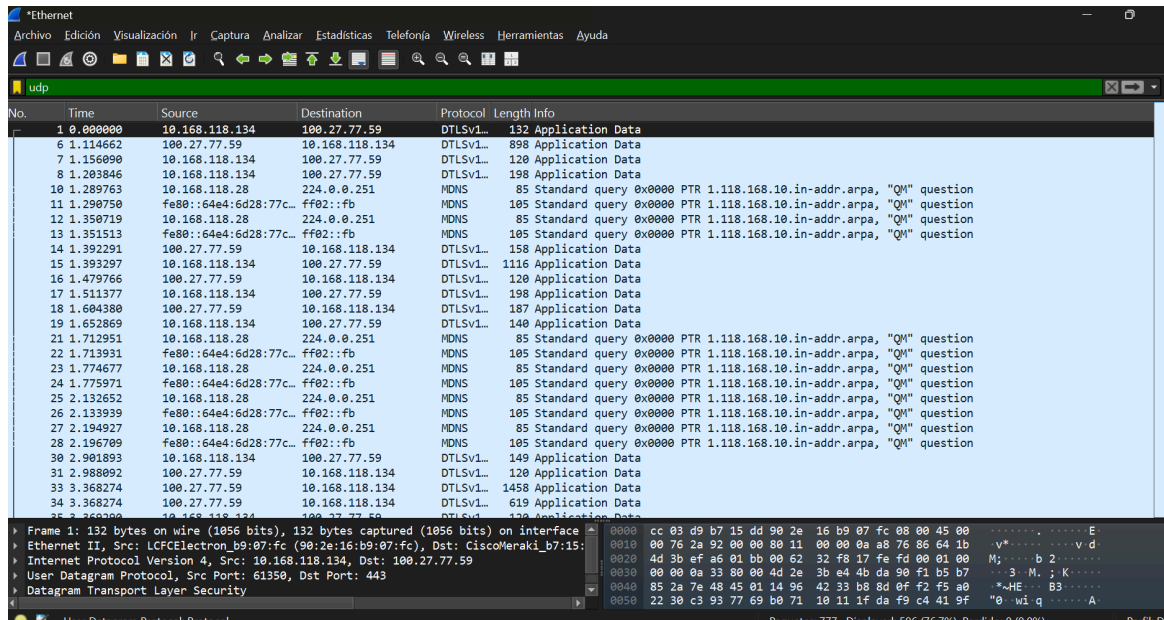 *Ethernet
Archivo Edición Visualización Ir Captura Analizar Estadísticas Telefonía Wireless Herramientas Ayuda
udp
No. Time Source Destination Protocol Length Info
1 0.000000 10.168.118.134 100.27.77.59 DTLSv1… 132 Application Data
6 1.114662 100.27.77.59 10.168.118.134 DTLSv1… 898 Application Data
7 1.156090 10.168.118.134 100.27.77.59 DTLSv1… 120 Application Data
8 1.203846 10.168.118.134 100.27.77.59 DTLSv1… 198 Application Data
10 1.289763 10.168.118.28 224.0.0.251 MDNS 85 Standard query 0x0000 PTR 1.118.168.10.in-addr.arpa, "QM" question
11 1.290750 fe80::64e4:6d28:77c… ff02::fb MDNS 105 Standard query 0x0000 PTR 1.118.168.10.in-addr.arpa, "QM" question
12 1.350719 10.168.118.28 224.0.0.251 MDNS 85 Standard query 0x0000 PTR 1.118.168.10.in-addr.arpa, "QM" question
13 1.351513 fe80::64e4:6d28:77c… ff02::fb MDNS 105 Standard query 0x0000 PTR 1.118.168.10.in-addr.arpa, "QM" question
14 1.392291 100.27.77.59 10.168.118.134 DTLSv1… 158 Application Data
15 1.393297 10.168.118.134 100.27.77.59 DTLSv1… 1116 Application Data
16 1.479766 100.27.77.59 10.168.118.134 DTLSv1… 120 Application Data
17 1.511377 10.168.118.134 100.27.77.59 DTLSv1… 198 Application Data
18 1.604380 100.27.77.59 10.168.118.134 DTLSv1… 187 Application Data
19 1.652869 10.168.118.134 100.27.77.59 DTLSv1… 140 Application Data
21 1.712951 10.168.118.28 224.0.0.251 MDNS 85 Standard query 0x0000 PTR 1.118.168.10.in-addr.arpa, "QM" question
22 1.713931 fe80::64e4:6d28:77c… ff02::fb MDNS 105 Standard query 0x0000 PTR 1.118.168.10.in-addr.arpa, "QM" question
23 1.774677 10.168.118.28 224.0.0.251 MDNS 85 Standard query 0x0000 PTR 1.118.168.10.in-addr.arpa, "QM" question
24 1.775971 fe80::64e4:6d28:77c… ff02::fb MDNS 105 Standard query 0x0000 PTR 1.118.168.10.in-addr.arpa, "QM" question
25 2.132652 10.168.118.28 224.0.0.251 MDNS 85 Standard query 0x0000 PTR 1.118.168.10.in-addr.arpa, "QM" question
26 2.133939 fe80::64e4:6d28:77c… ff02::fb MDNS 105 Standard query 0x0000 PTR 1.118.168.10.in-addr.arpa, "QM" question
27 2.194927 10.168.118.28 224.0.0.251 MDNS 85 Standard query 0x0000 PTR 1.118.168.10.in-addr.arpa, "QM" question
28 2.196709 fe80::64e4:6d28:77c… ff02::fb MDNS 105 Standard query 0x0000 PTR 1.118.168.10.in-addr.arpa, "QM" question
30 2.901893 10.168.118.134 100.27.77.59 DTLSv1… 149 Application Data
31 2.988092 100.27.77.59 10.168.118.134 DTLSv1… 120 Application Data
33 3.368274 100.27.77.59 10.168.118.134 DTLSv1… 1458 Application Data
34 3.368274 100.27.77.59 10.168.118.134 DTLSv1… 619 Application Data
Frame 1: 132 bytes on wire (1056 bits), 132 bytes captured (1056 bits) on interface
Ethernet II, Src: LCFCElectron_b9:07:fc (90:2e:16:b9:07:fc), Dst: CiscoMeraki_b7:15:
Internet Protocol Version 4, Src: 10.168.118.134, Dst: 100.27.77.59
User Datagram Protocol, Src Port: 61350, Dst Port: 443
Datagram Transport Layer Security
0000 cc 03 d9 b7 15 dd 90 2e 16 b9 07 fc 08 00 45 00 ·······. ······E·
0010 00 76 2a 92 00 00 80 11 00 00 0a a8 76 86 64 1b ·v*····· ····v·d·
0020 4d 3b ef a6 01 bb 00 62 32 f8 17 fe fd 00 01 00 M;·····b 2·······
0030 00 00 0a 33 80 00 4d 2e 3b e4 4b da 90 f1 b5 b7 ···3··M. ;·K·····
0040 85 2a 7e 48 45 01 14 96 42 33 b8 8d 0f f2 f5 a0 ·*~HE··· B3······
0050 22 30 c3 93 77 69 b0 71 10 11 1f da f9 c4 41 9f "0··wi·q ······A·